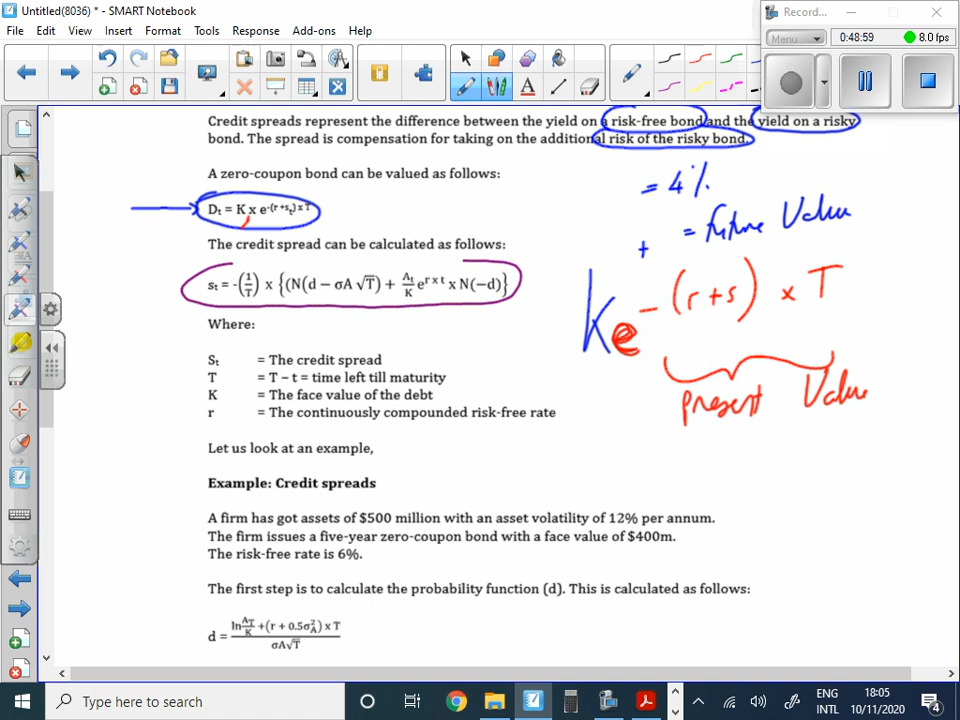 Untitled(8036) * - SMART Notebook
File Edit View Insert Format Tools Response Add-ons Help
Record...
Menu
0:48:59
8.0 fps
Credit spreads represent the difference between the yield on a risk-free bond and the yield on a risky
bond. The spread is compensation for taking on the additional risk of the risky bond.
A zero-coupon bond can be valued as follows:
= 4%
Dₜ = K x e^-(r+sₜ) x T
= future Value
+
The credit spread can be calculated as follows:
sₜ = -(1/T) x {(N(d − σA √T) + Aₜ/K e^r x t x N(−d)}
K e^-(r+s) × T
Where:
Sₜ = The credit spread
T = T – t = time left till maturity
K = The face value of the debt
present Value
r = The continuously compounded risk-free rate
Let us look at an example,
Example: Credit spreads
A firm has got assets of $500 million with an asset volatility of 12% per annum.
The firm issues a five-year zero-coupon bond with a face value of $400m.
The risk-free rate is 6%.
The first step is to calculate the probability function (d). This is calculated as follows:
d = (ln A_T/K +(r + 0.5σ²_A) x T)/(σA√T)
Type here to search
ENG
INTL
18:05
10/11/2020
4